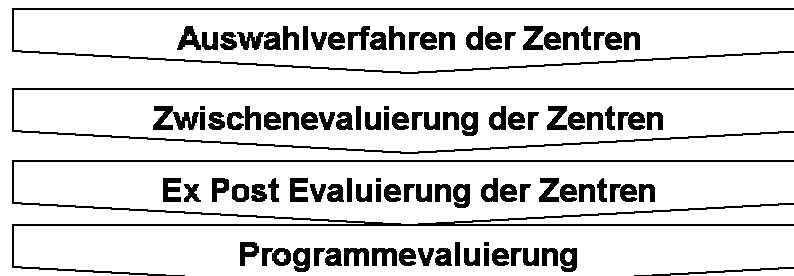 Auswahlverfahren der Zentren
Zwischenevaluierung der Zentren
Ex Post Evaluierung der Zentren
Programmevaluierung